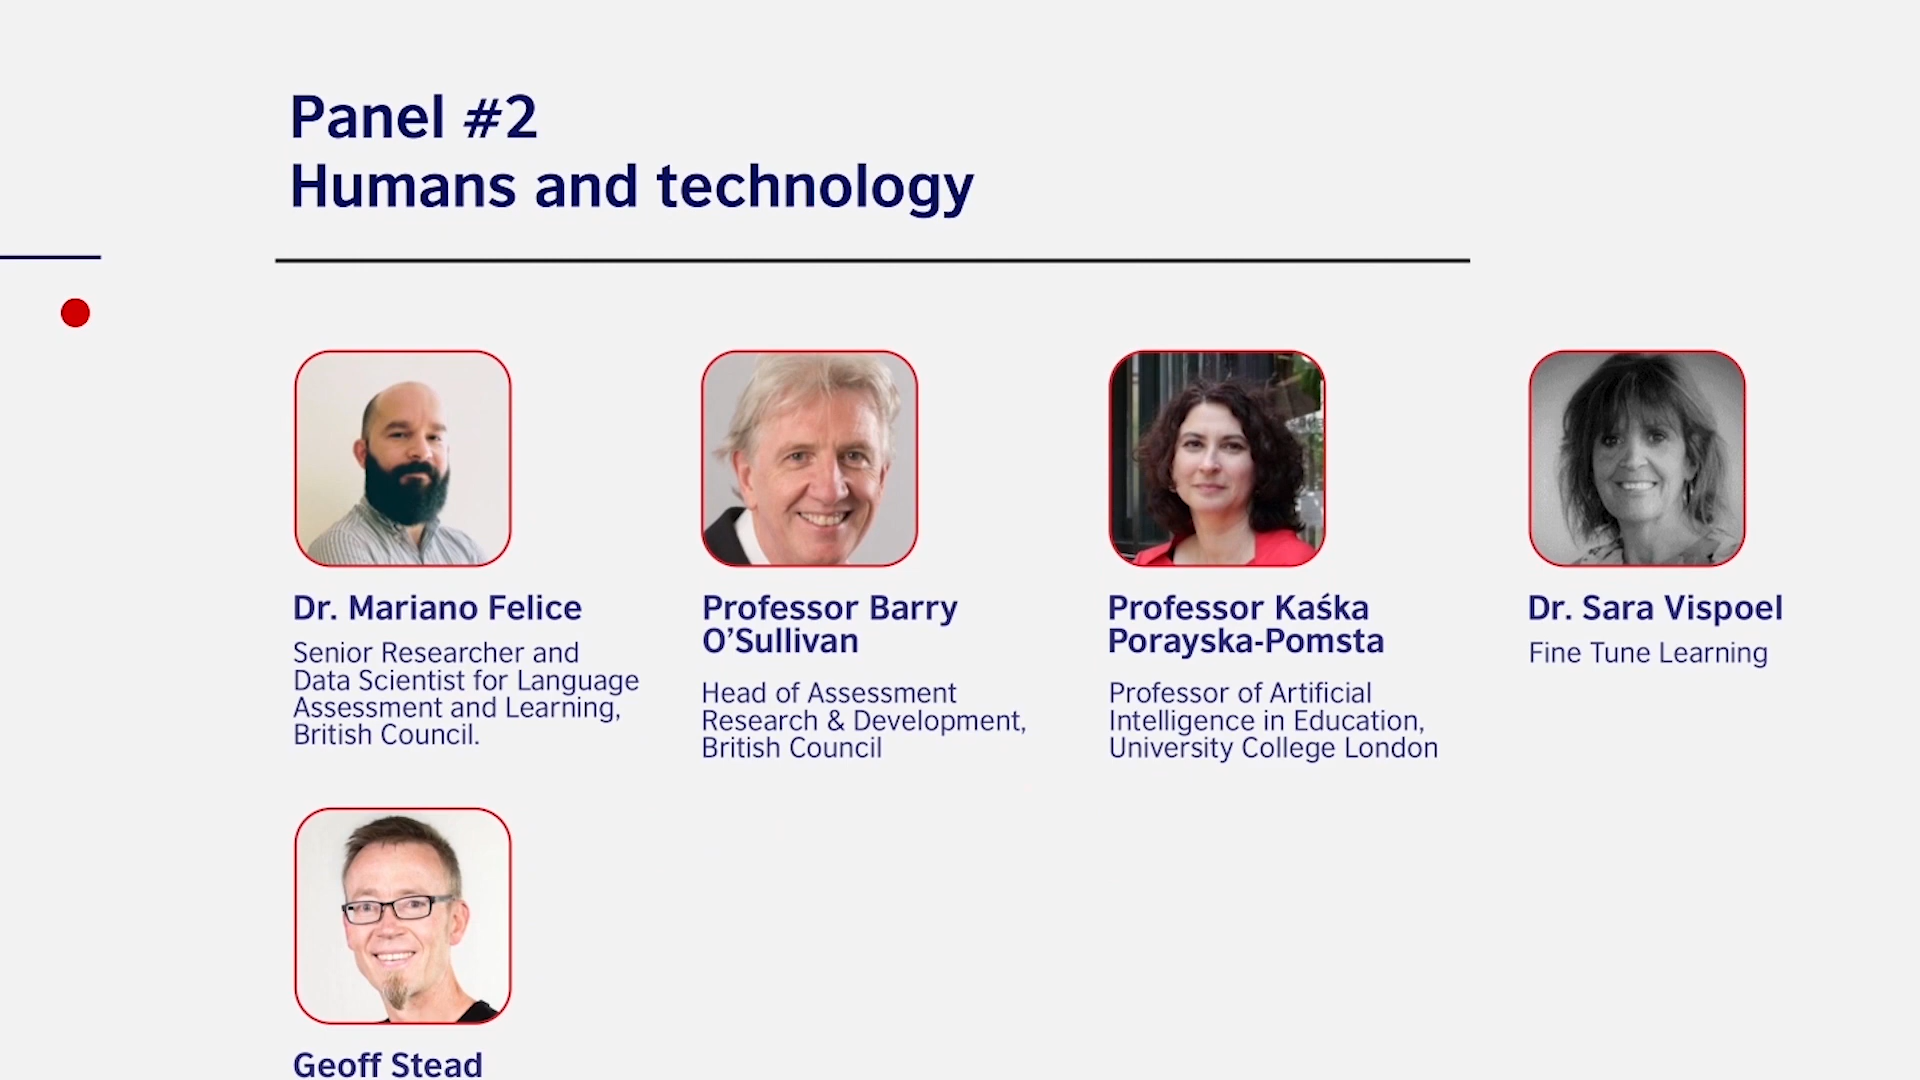 Panel #2
Humans and technology
Dr. Mariano Felice
Senior Researcher and
Data Scientist for Language
Assessment and Learning,
British Council.
Professor Barry
O’Sullivan
Head of Assessment
Research & Development,
British Council
Professor Kaśka
Porayska-Pomsta
Professor of Artificial
Intelligence in Education,
University College London
Dr. Sara Vispoel
Fine Tune Learning
Geoff Stead